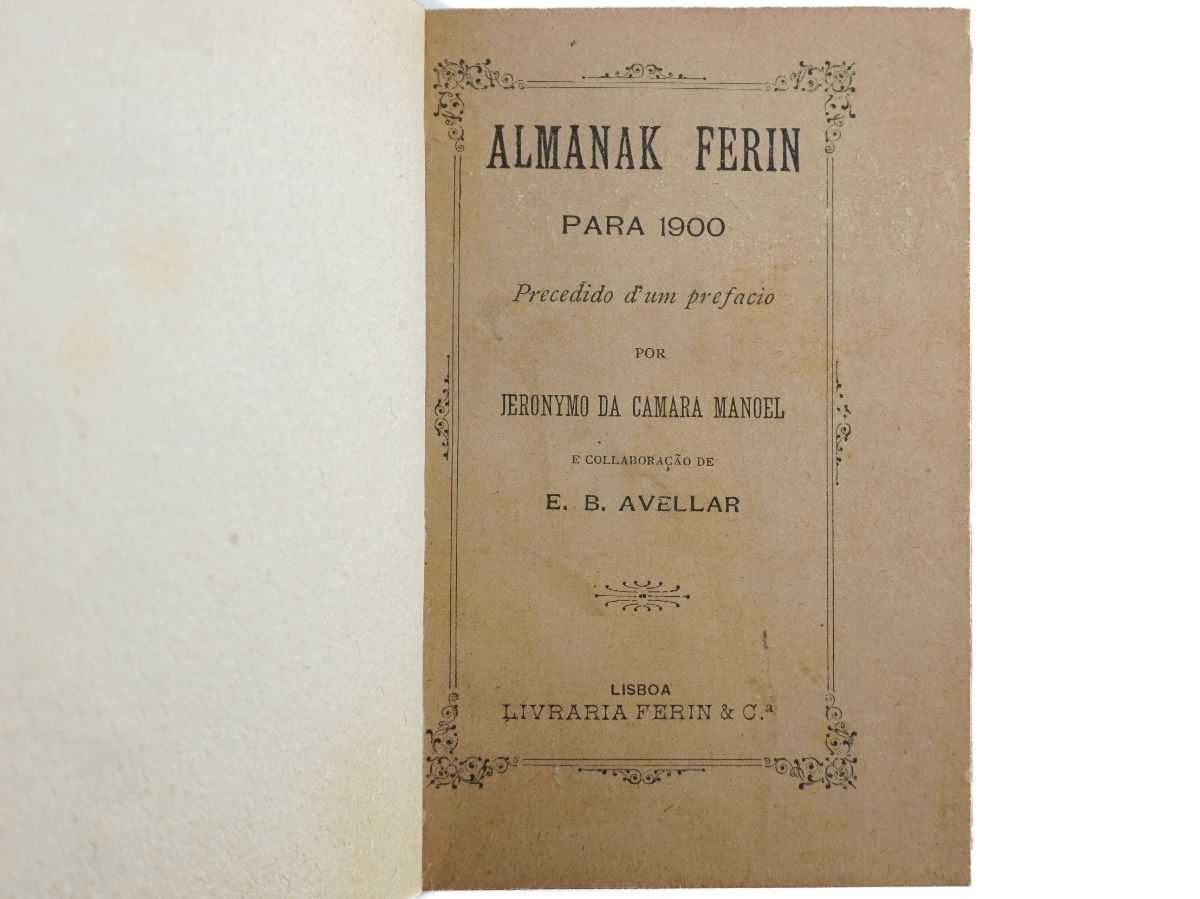 ALMANAK FERIN
PARA 1900
Precedido d'um prefacio
POR
JERONYMO DA CAMARA MANOEL
E COLLABORAÇÃO DE
E. B. AVELLAR
LISBOA
LIVRARIA FERIN & C.ª